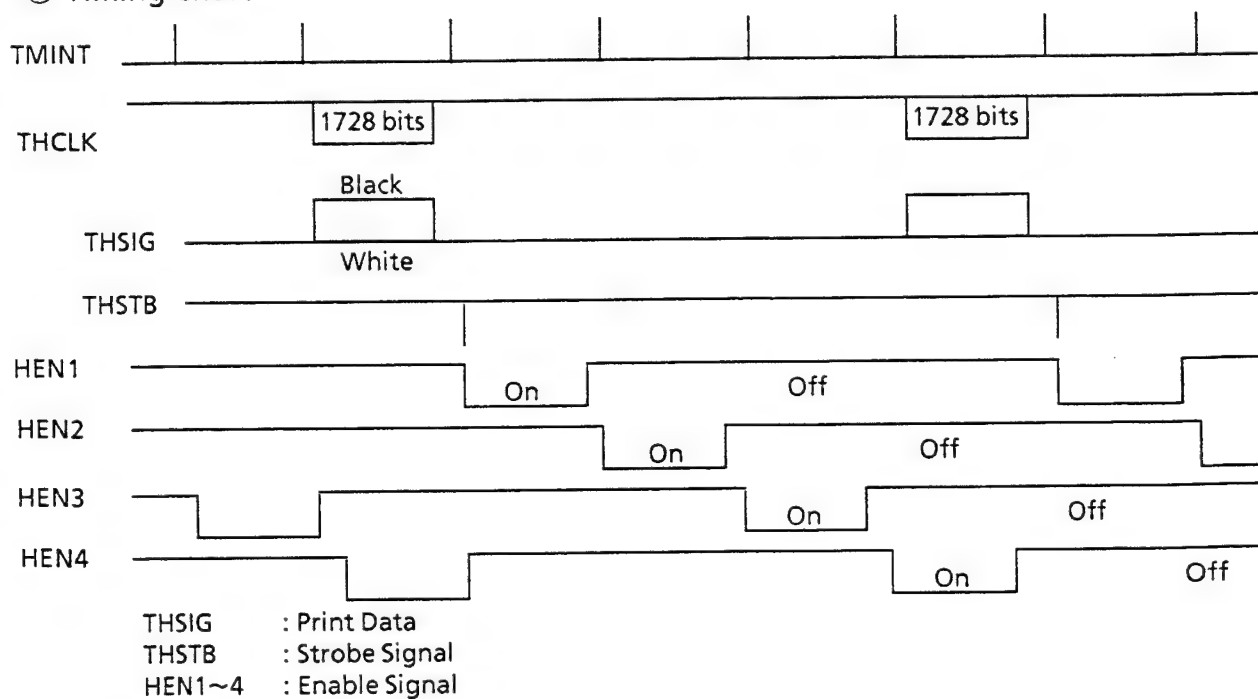 TMINT
THCLK
1728 bits
1728 bits
Black
THSIG
White
THSTB
HEN1
On
Off
HEN2
On
Off
HEN3
On
Off
HEN4
On
Off
THSIG : Print Data
THSTB : Strobe Signal
HEN1~4 : Enable Signal